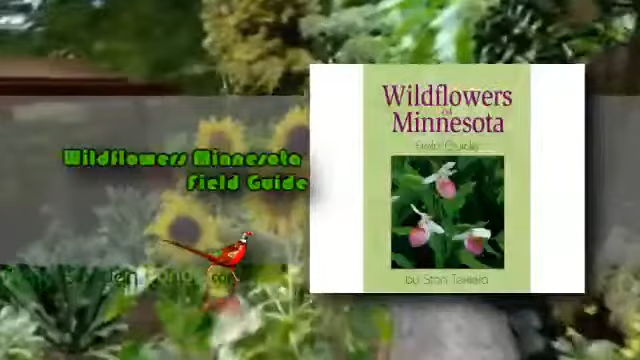 Wildflowers Minnesota
Field Guide
Wildflowers
of
Minnesota
Field Guide
by Stan Tekiela